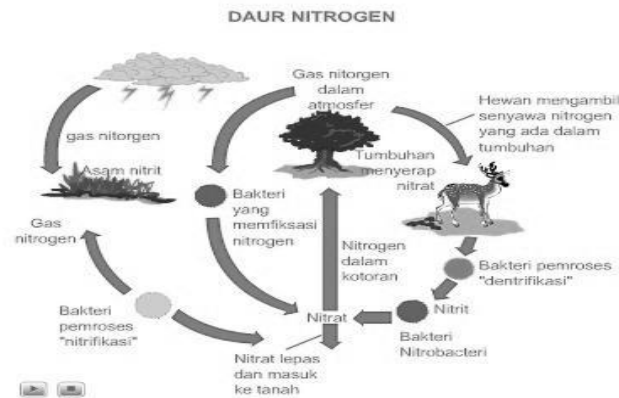 DAUR NITROGEN
Gas nitorgen
dalam
atmosfer
Hewan mengambil
senyawa nitrogen
yang ada dalam
tumbuhan
gas nitorgen
Asam nitrit
Tumbuhan
menyerap
nitrat
Bakteri
yang
memfiksasi
nitrogen
Gas
nitrogen
Nitrogen
dalam
kotoran
Bakteri pemroses
"dentrifikasi"
Bakteri
pemroses
"nitrifikasi"
Nitrat
Nitrit
Bakteri
Nitrobacteri
Nitrat lepas
dan masuk
ke tanah